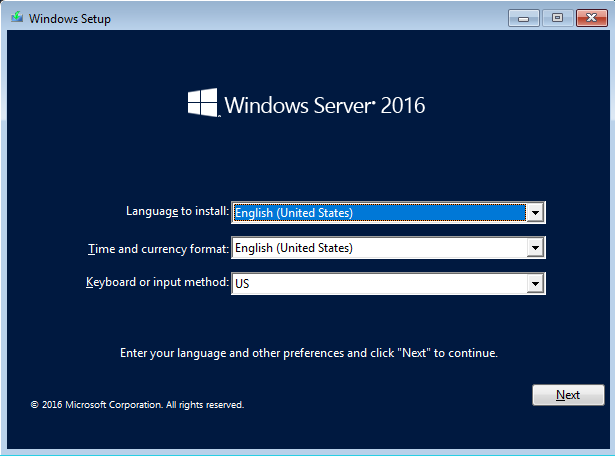 Windows Setup
Windows Server® 2016
Language to install: English (United States)
Time and currency format: English (United States)
Keyboard or input method: US
Enter your language and other preferences and click "Next" to continue.
Next
© 2016 Microsoft Corporation. All rights reserved.